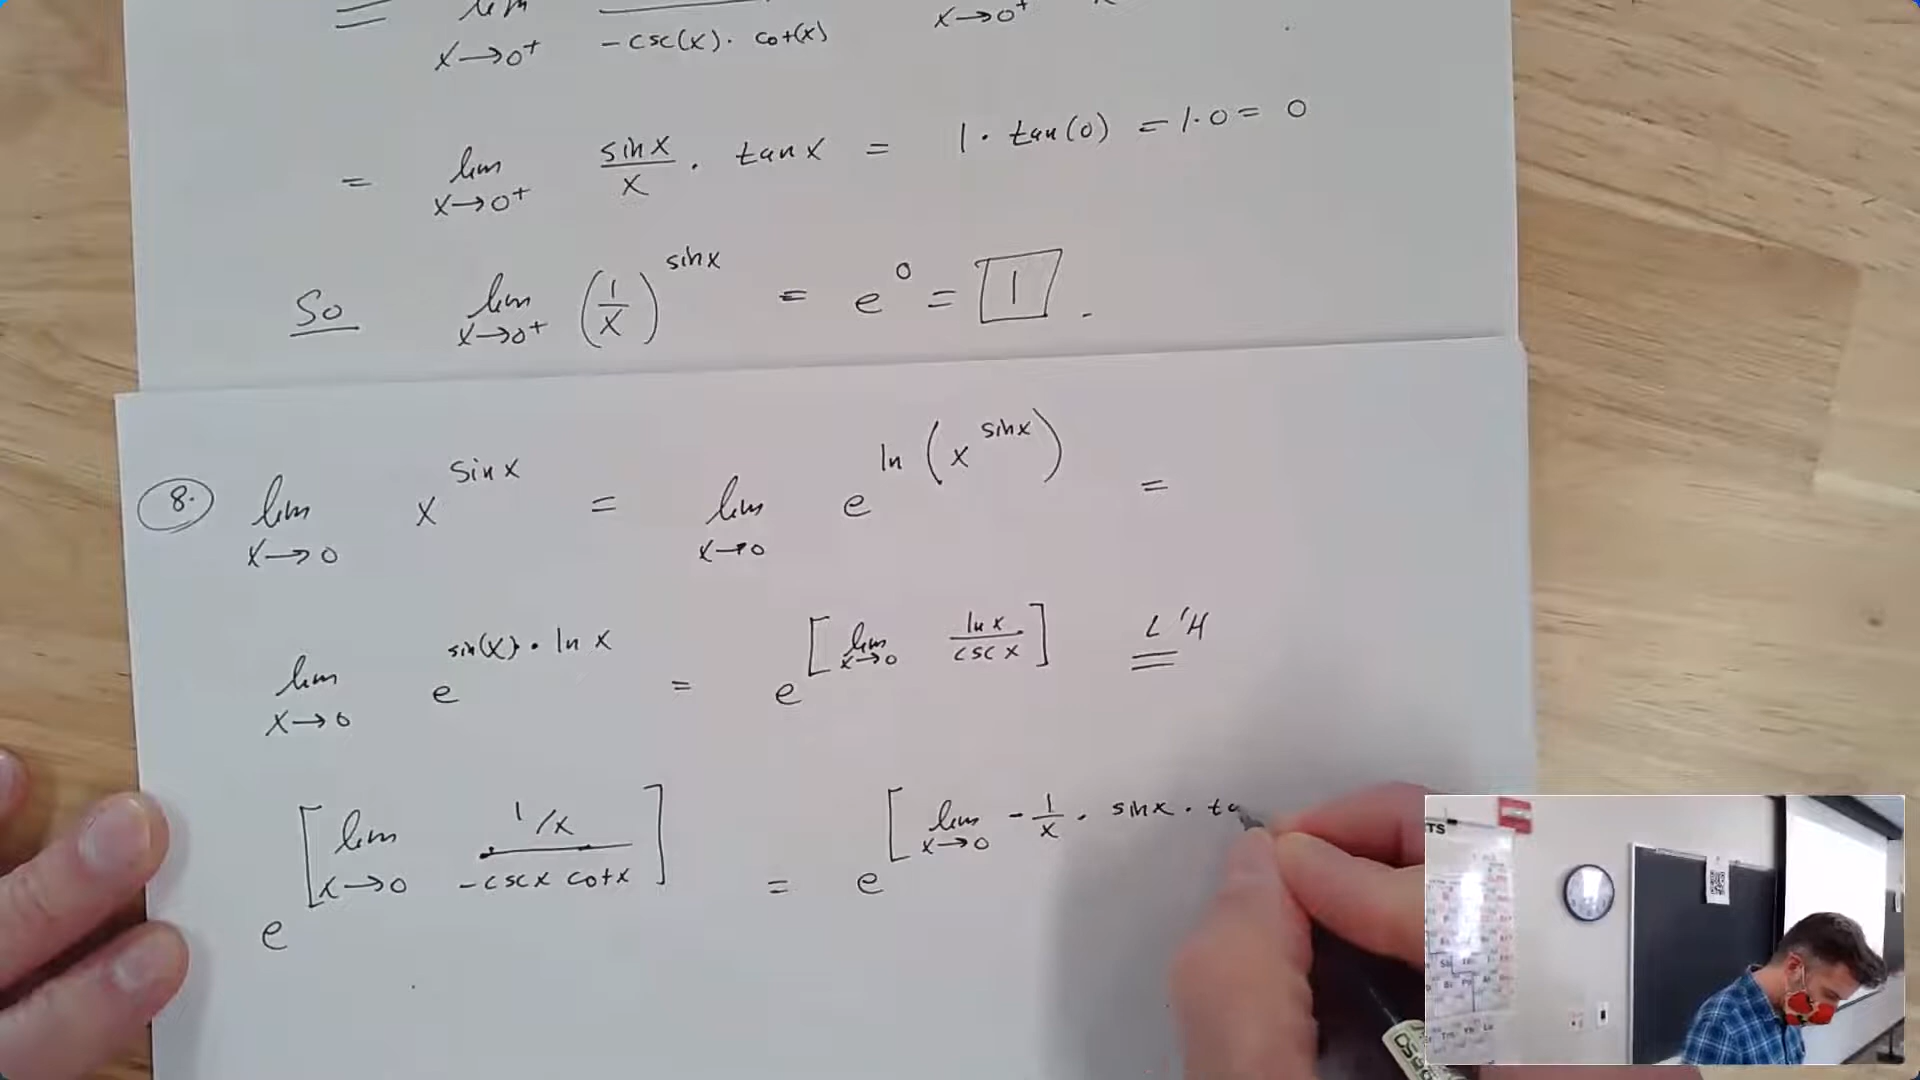 = lim x→0⁺ -csc(x) · cot(x) x→0⁺
= lim x→0⁺ sin x / x · tan x = 1 · tan(0) = 1·0 = 0
So lim x→0⁺ (1/x)^sin x = e^0 = 1 .
8. lim x→0 x^sin x = lim x→0 e^ln (x^sin x) =
lim x→0 e^sin(x) · ln x = e^[lim x→0 ln x / csc x] L'H =
e^[lim x→0 1/x / -csc x cot x] = e^[lim x→0 - 1/x · sin x · ta